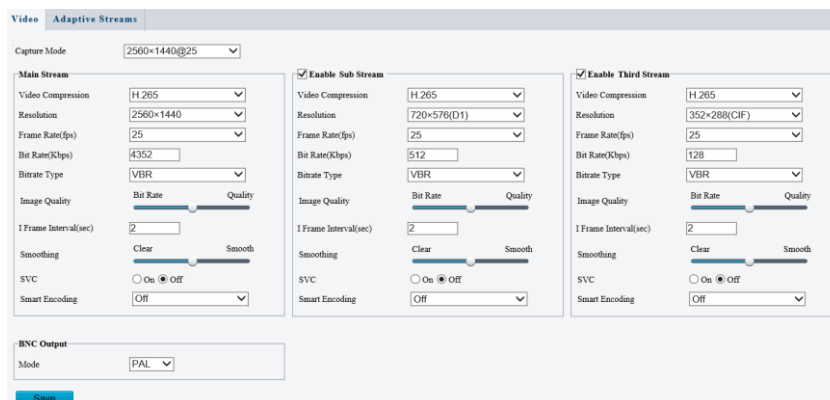 Video Adaptive Streams
Capture Mode 2560×1440@25
Main Stream
Video Compression H.265
Resolution 2560×1440
Frame Rate(fps) 25
Bit Rate(Kbps) 4352
Bitrate Type VBR
Image Quality Bit Rate Quality
I Frame Interval(sec) 2
Smoothing Clear Smooth
SVC On Off
Smart Encoding Off
Enable Sub Stream
Video Compression H.265
Resolution 720×576(D1)
Frame Rate(fps) 25
Bit Rate(Kbps) 512
Bitrate Type VBR
Image Quality Bit Rate Quality
I Frame Interval(sec) 2
Smoothing Clear Smooth
SVC On Off
Smart Encoding Off
Enable Third Stream
Video Compression H.265
Resolution 352×288(CIF)
Frame Rate(fps) 25
Bit Rate(Kbps) 128
Bitrate Type VBR
Image Quality Bit Rate Quality
I Frame Interval(sec) 2
Smoothing Clear Smooth
SVC On Off
Smart Encoding Off
BNC Output
Mode PAL
Save